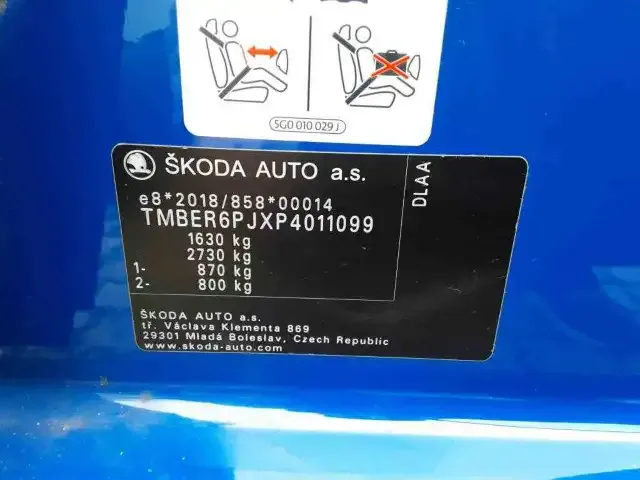 5G0 010 029 J
ŠKODA AUTO a.s.
DLAA
e8*2018/858*00014
TMBER6PJXP4011099
1630 kg
2730 kg
1- 870 kg
2- 800 kg
ŠKODA AUTO a.s.
tř. Václava Klementa 869
29301 Mladá Boleslav, Czech Republic
www.skoda-auto.com